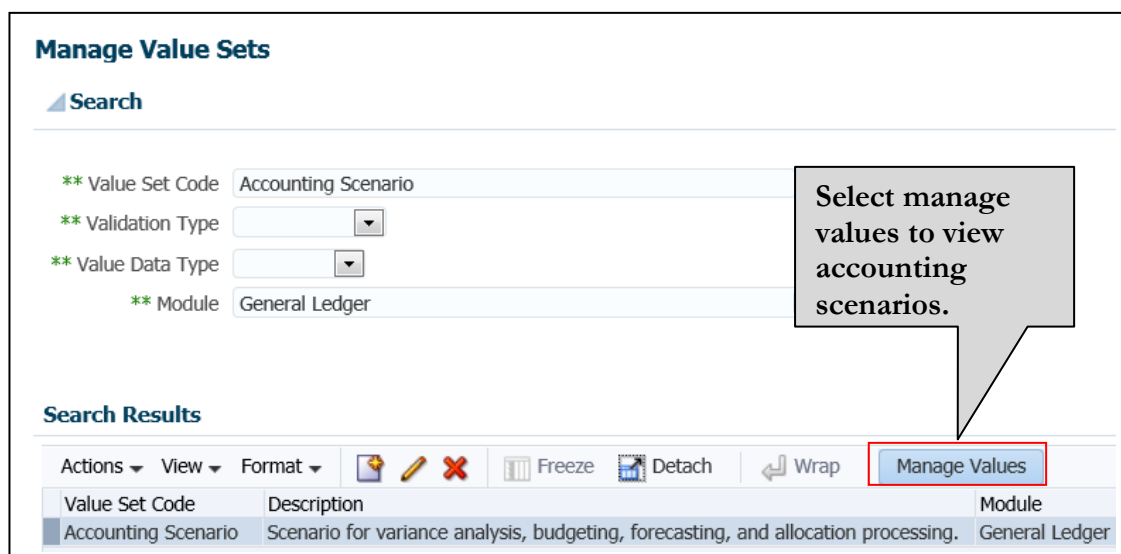 Manage Value Sets
Search
** Value Set Code Accounting Scenario
** Validation Type
** Value Data Type
** Module General Ledger
Select manage
values to view
accounting
scenarios.
Search Results
Actions View Format Freeze Detach Wrap Manage Values
Value Set Code Description Module
Accounting Scenario Scenario for variance analysis, budgeting, forecasting, and allocation processing. General Ledger